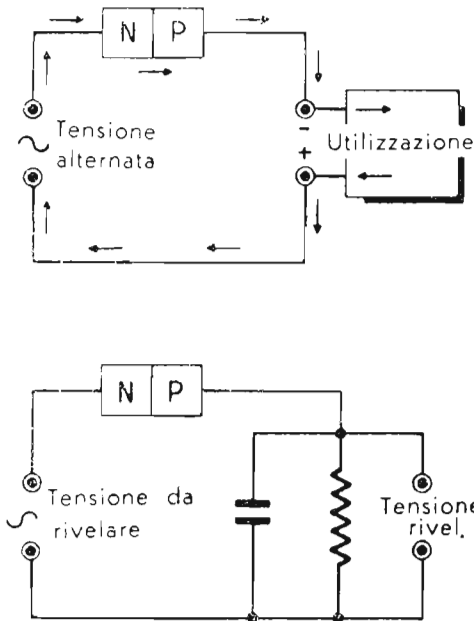 N P
Tensione
alternata
-
+
Utilizzazione
N P
Tensione da
rivelare
Tensione
rivel.